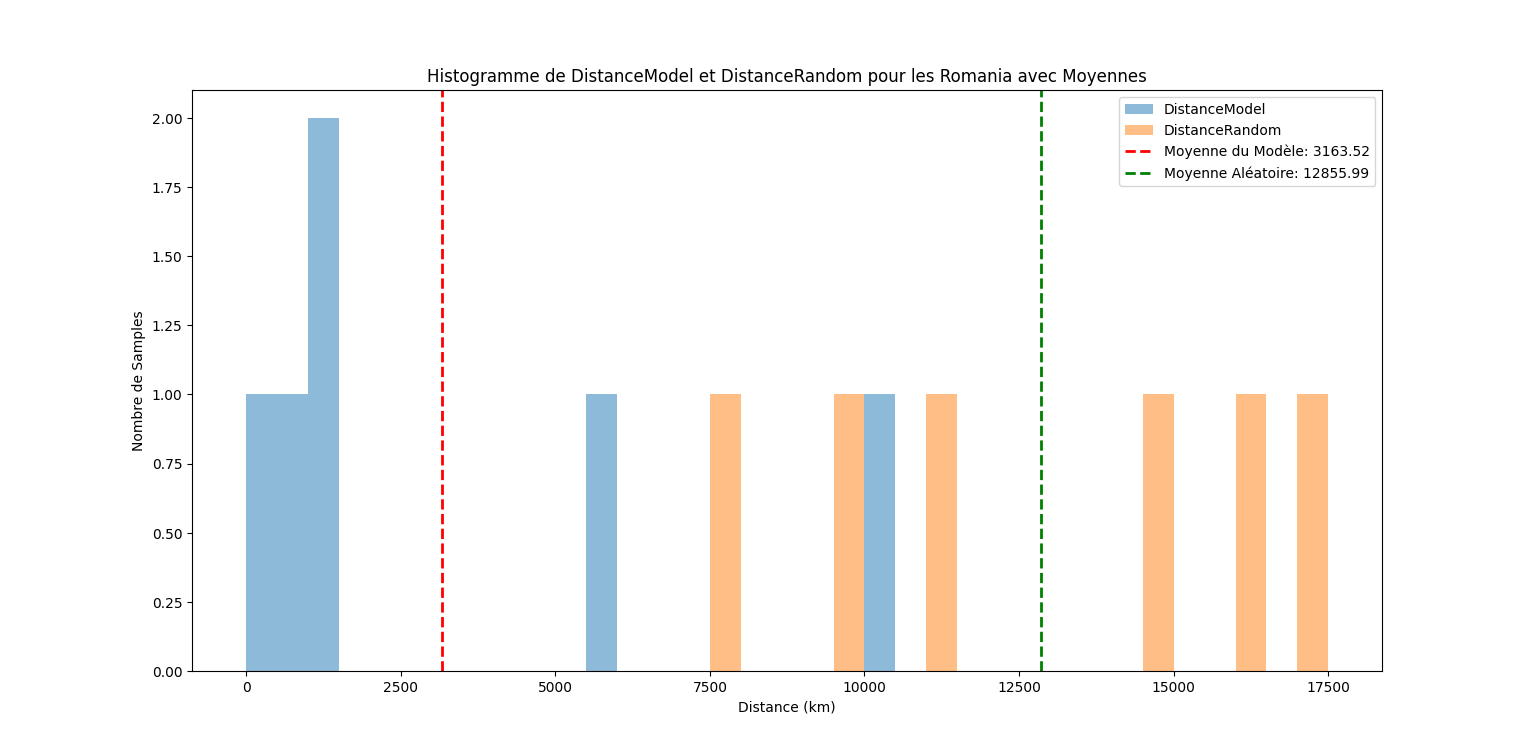 Histogramme de DistanceModel et DistanceRandom pour les Romania avec Moyennes
DistanceModel
DistanceRandom
Moyenne du Modèle: 3163.52
Moyenne Aléatoire: 12855.99
Nombre de Samples
2.00
1.75
1.50
1.25
1.00
0.75
0.50
0.25
0.00
0 2500 5000 7500 10000 12500 15000 17500
Distance (km)